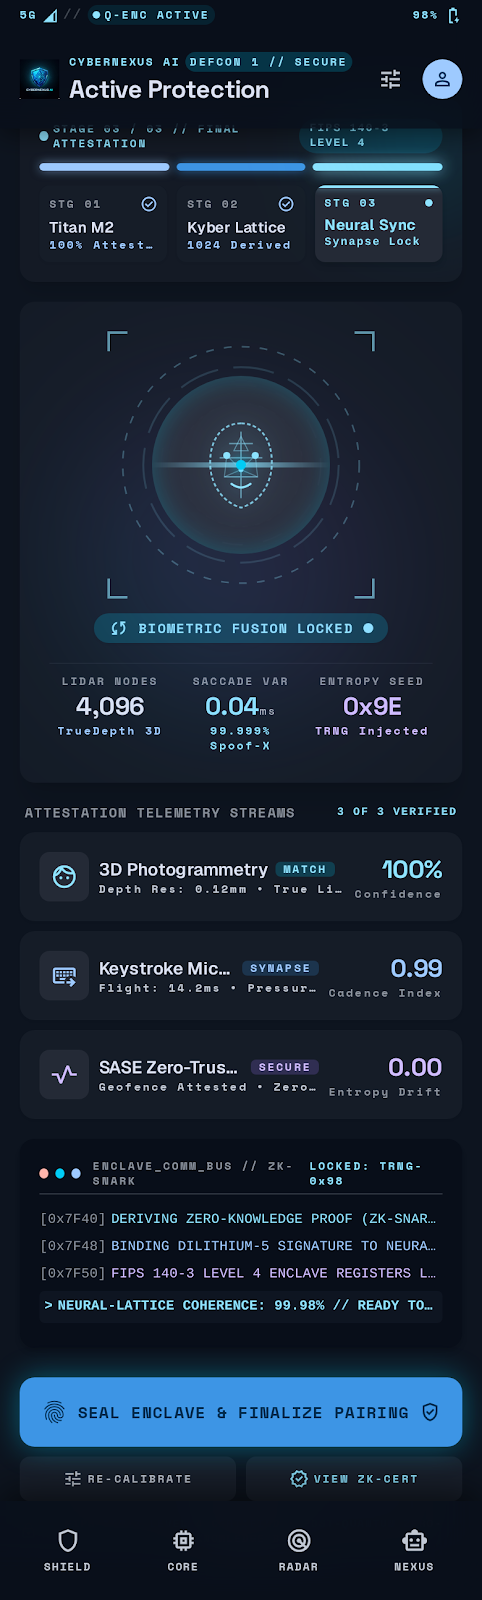 5G // Q-ENC ACTIVE 98%
CYBERNEXUS AI DEFCON 1 // SECURE
Active Protection
STAGE 03 / 03 // FINAL
ATTESTATION
FIPS 140-3
LEVEL 4
STG 01
Titan M2
100% Attest…
STG 02
Kyber Lattice
1024 Derived
STG 03
Neural Sync
Synapse Lock
BIOMETRIC FUSION LOCKED
LIDAR NODES
4,096
TrueDepth 3D
SACCADE VAR
0.04ms
99.999%
Spoof-X
ENTROPY SEED
0x9E
TRNG Injected
ATTESTATION TELEMETRY STREAMS 3 OF 3 VERIFIED
3D Photogrammetry MATCH
Depth Res: 0.12mm • True Li…
100%
Confidence
Keystroke Mic… SYNAPSE
Flight: 14.2ms • Pressur…
0.99
Cadence Index
SASE Zero-Trus… SECURE
Geofence Attested • Zero…
0.00
Entropy Drift
ENCLAVE_COMM_BUS // ZK-
SNARK
LOCKED: TRNG-
0x98
[0x7F40] DERIVING ZERO-KNOWLEDGE PROOF (ZK-SNAR…
[0x7F48] BINDING DILITHIUM-5 SIGNATURE TO NEURA…
[0x7F50] FIPS 140-3 LEVEL 4 ENCLAVE REGISTERS L…
> NEURAL-LATTICE COHERENCE: 99.98% // READY TO…
SEAL ENCLAVE & FINALIZE PAIRING
RE-CALIBRATE
VIEW ZK-CERT
SHIELD
CORE
RADAR
NEXUS